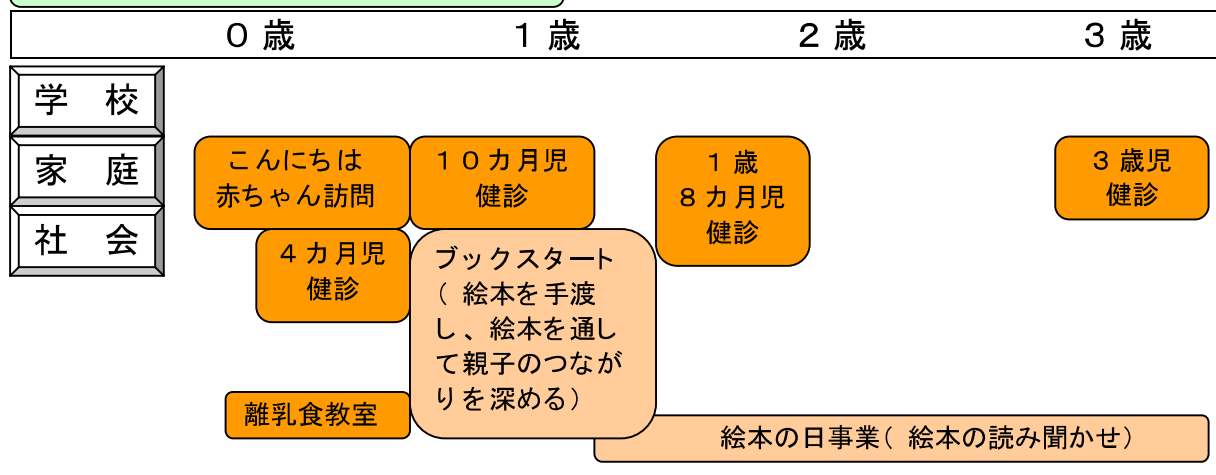 ０歳　１歳　２歳　３歳
学　校
家　庭
社　会
こんにちは
赤ちゃん訪問
１０カ月児
健診
１歳
８カ月児
健診
３歳児
健診
４カ月児
健診
ブックスタート
（絵本を手渡
し、絵本を通し
て親子のつなが
りを深める）
離乳食教室
絵本の日事業（絵本の読み聞かせ）